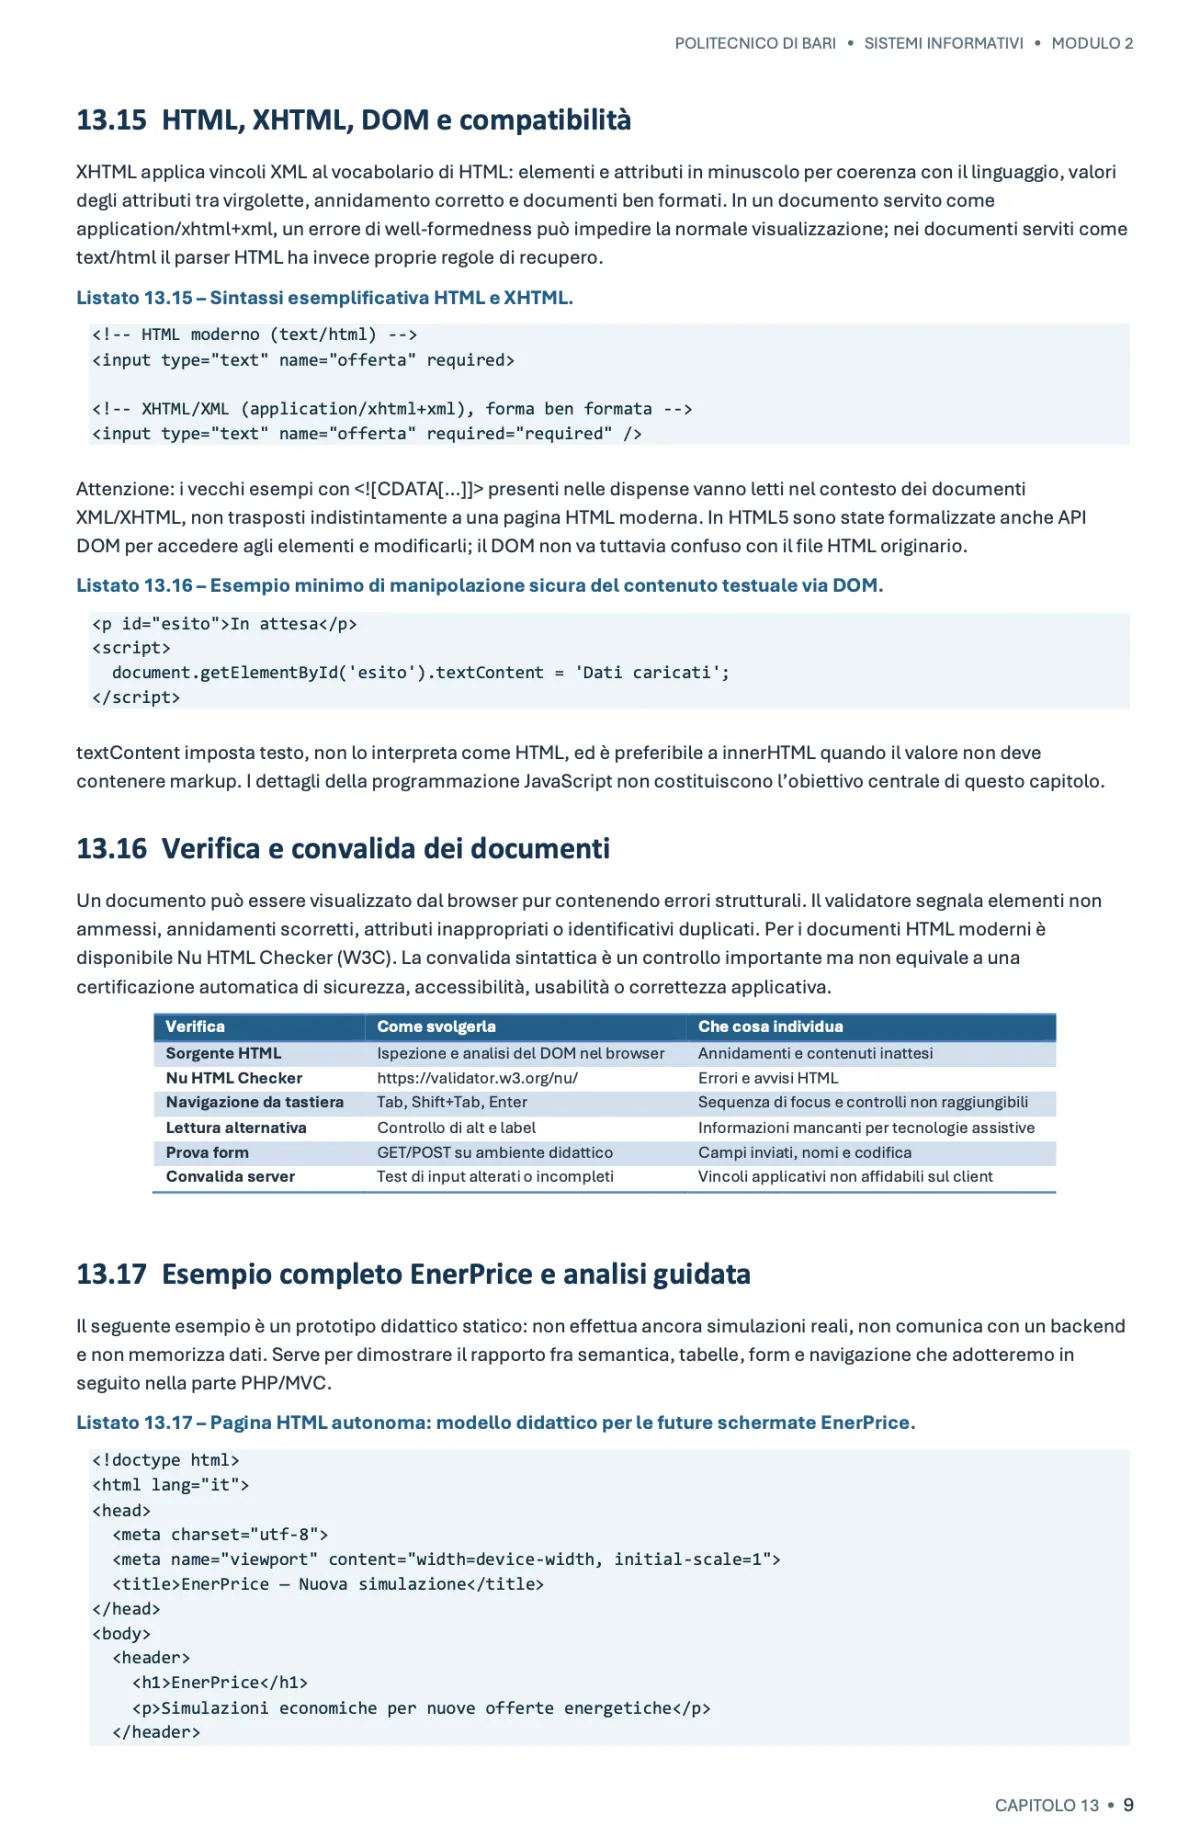 POLITECNICO DI BARI • SISTEMI INFORMATIVI • MODULO 2
13.15 HTML, XHTML, DOM e compatibilità
XHTML applica vincoli XML al vocabolario di HTML: elementi e attributi in minuscolo per coerenza con il linguaggio, valori
degli attributi tra virgolette, annidamento corretto e documenti ben formati. In un documento servito come
application/xhtml+xml, un errore di well-formedness può impedire la normale visualizzazione; nei documenti serviti come
text/html il parser HTML ha invece proprie regole di recupero.
Listato 13.15 – Sintassi esemplificativa HTML e XHTML.
<!-- HTML moderno (text/html) -->
<input type="text" name="offerta" required>
<!-- XHTML/XML (application/xhtml+xml), forma ben formata -->
<input type="text" name="offerta" required="required" />
Attenzione: i vecchi esempi con <![CDATA[...]]> presenti nelle dispense vanno letti nel contesto dei documenti
XML/XHTML, non trasposti indistintamente a una pagina HTML moderna. In HTML5 sono state formalizzate anche API
DOM per accedere agli elementi e modificarli; il DOM non va tuttavia confuso con il file HTML originario.
Listato 13.16 – Esempio minimo di manipolazione sicura del contenuto testuale via DOM.
<p id="esito">In attesa</p>
<script>
  document.getElementById('esito').textContent = 'Dati caricati';
</script>
textContent imposta testo, non lo interpreta come HTML, ed è preferibile a innerHTML quando il valore non deve
contenere markup. I dettagli della programmazione JavaScript non costituiscono l’obiettivo centrale di questo capitolo.
13.16 Verifica e convalida dei documenti
Un documento può essere visualizzato dal browser pur contenendo errori strutturali. Il validatore segnala elementi non
ammessi, annidamenti scorretti, attributi inappropriati o identificativi duplicati. Per i documenti HTML moderni è
disponibile Nu HTML Checker (W3C). La convalida sintattica è un controllo importante ma non equivale a una
certificazione automatica di sicurezza, accessibilità, usabilità o correttezza applicativa.
Verifica Come svolgerla Che cosa individua
Sorgente HTML Ispezione e analisi del DOM nel browser Annidamenti e contenuti inattesi
Nu HTML Checker https://validator.w3.org/nu/ Errori e avvisi HTML
Navigazione da tastiera Tab, Shift+Tab, Enter Sequenza di focus e controlli non raggiungibili
Lettura alternativa Controllo di alt e label Informazioni mancanti per tecnologie assistive
Prova form GET/POST su ambiente didattico Campi inviati, nomi e codifica
Convalida server Test di input alterati o incompleti Vincoli applicativi non affidabili sul client
13.17 Esempio completo EnerPrice e analisi guidata
Il seguente esempio è un prototipo didattico statico: non effettua ancora simulazioni reali, non comunica con un backend
e non memorizza dati. Serve per dimostrare il rapporto fra semantica, tabelle, form e navigazione che adotteremo in
seguito nella parte PHP/MVC.
Listato 13.17 – Pagina HTML autonoma: modello didattico per le future schermate EnerPrice.
<!doctype html>
<html lang="it">
<head>
  <meta charset="utf-8">
  <meta name="viewport" content="width=device-width, initial-scale=1">
  <title>EnerPrice – Nuova simulazione</title>
</head>
<body>
  <header>
    <h1>EnerPrice</h1>
    <p>Simulazioni economiche per nuove offerte energetiche</p>
  </header>
CAPITOLO 13 • 9